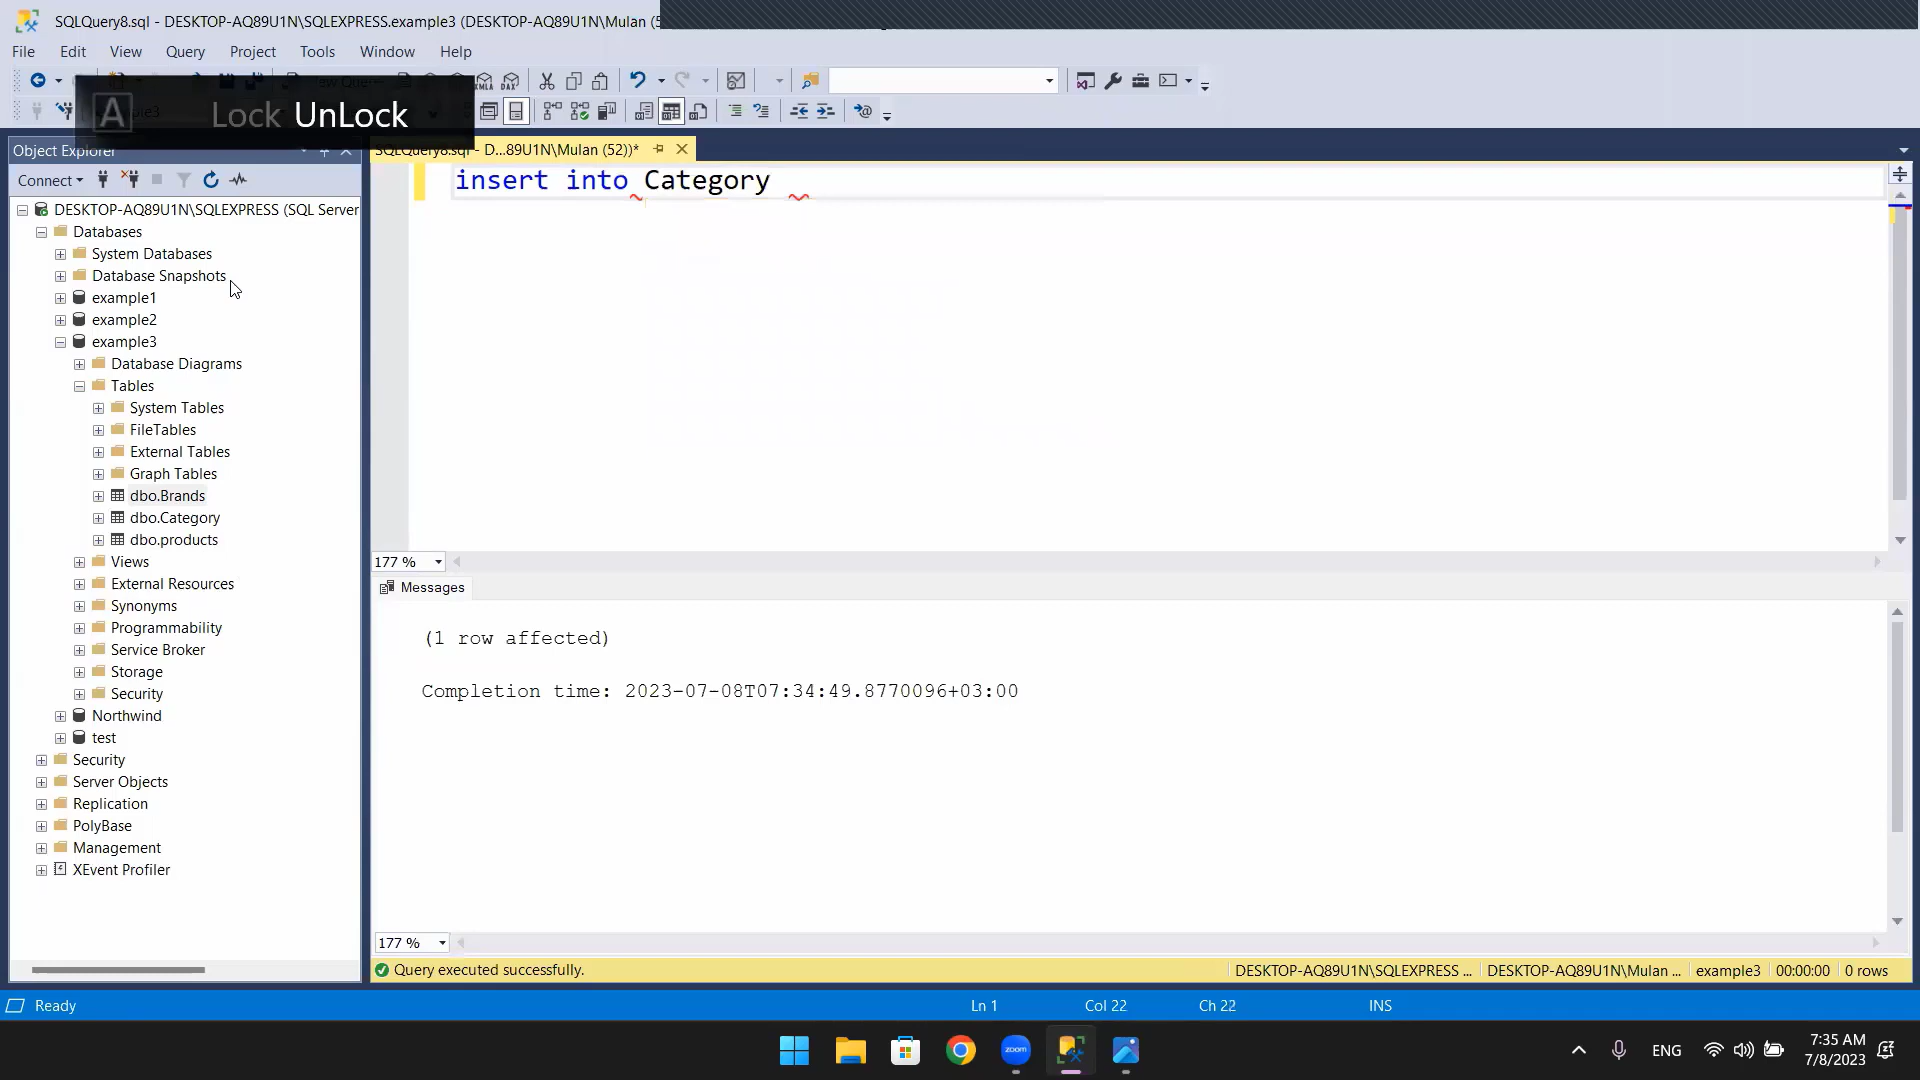 SQLQuery8.sql - DESKTOP-AQ89U1N\SQLEXPRESS.example3 (DESKTOP-AQ89U1N\Mulan (5
File Edit View Query Project Tools Window Help
A Lock UnLock
Object Explorer
SQLQuery8.sql - D...89U1N\Mulan (52))*
Connect
insert into Category
DESKTOP-AQ89U1N\SQLEXPRESS (SQL Server
Databases
System Databases
Database Snapshots
example1
example2
example3
Database Diagrams
Tables
System Tables
FileTables
External Tables
Graph Tables
dbo.Brands
dbo.Category
dbo.products
Views
External Resources
Synonyms
Programmability
Service Broker
Storage
Security
Northwind
test
Security
Server Objects
Replication
PolyBase
Management
XEvent Profiler
177 %
Messages
(1 row affected)
Completion time: 2023-07-08T07:34:49.8770096+03:00
177 %
Query executed successfully.
DESKTOP-AQ89U1N\SQLEXPRESS ... DESKTOP-AQ89U1N\Mulan ... example3 00:00:00 0 rows
Ready Ln 1 Col 22 Ch 22 INS
zoom
ENG
7:35 AM
7/8/2023